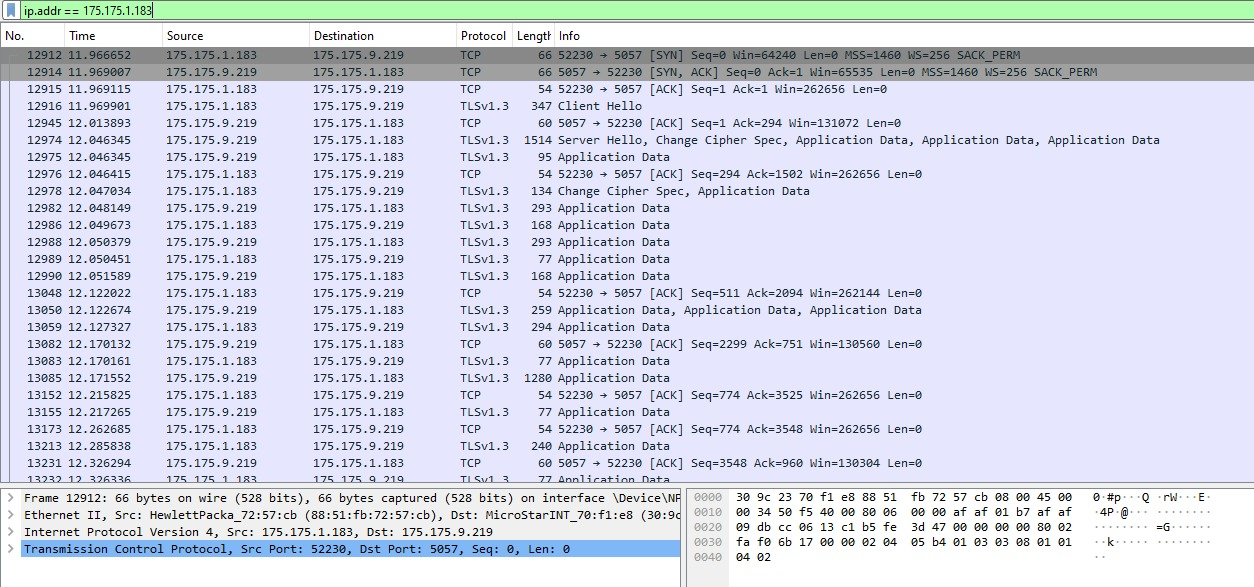 ip.addr == 175.175.1.183
No. Time Source Destination Protocol Length Info
12912 11.966652 175.175.1.183 175.175.9.219 TCP 66 52230 → 5057 [SYN] Seq=0 Win=64240 Len=0 MSS=1460 WS=256 SACK_PERM
12914 11.969007 175.175.9.219 175.175.1.183 TCP 66 5057 → 52230 [SYN, ACK] Seq=0 Ack=1 Win=65535 Len=0 MSS=1460 WS=256 SACK_PERM
12915 11.969115 175.175.1.183 175.175.9.219 TCP 54 52230 → 5057 [ACK] Seq=1 Ack=1 Win=262656 Len=0
12916 11.969901 175.175.1.183 175.175.9.219 TLSv1.3 347 Client Hello
12945 12.013893 175.175.9.219 175.175.1.183 TCP 60 5057 → 52230 [ACK] Seq=1 Ack=294 Win=131072 Len=0
12974 12.046345 175.175.9.219 175.175.1.183 TLSv1.3 1514 Server Hello, Change Cipher Spec, Application Data, Application Data, Application Data
12975 12.046345 175.175.9.219 175.175.1.183 TLSv1.3 95 Application Data
12976 12.046415 175.175.1.183 175.175.9.219 TCP 54 52230 → 5057 [ACK] Seq=294 Ack=1502 Win=262656 Len=0
12978 12.047034 175.175.1.183 175.175.9.219 TLSv1.3 134 Change Cipher Spec, Application Data
12982 12.048149 175.175.9.219 175.175.1.183 TLSv1.3 293 Application Data
12986 12.049673 175.175.1.183 175.175.9.219 TLSv1.3 168 Application Data
12988 12.050379 175.175.9.219 175.175.1.183 TLSv1.3 293 Application Data
12989 12.050451 175.175.1.183 175.175.9.219 TLSv1.3 77 Application Data
12990 12.051589 175.175.9.219 175.175.1.183 TLSv1.3 168 Application Data
13048 12.122022 175.175.1.183 175.175.9.219 TCP 54 52230 → 5057 [ACK] Seq=511 Ack=2094 Win=262144 Len=0
13050 12.122674 175.175.9.219 175.175.1.183 TLSv1.3 259 Application Data, Application Data, Application Data
13059 12.127327 175.175.1.183 175.175.9.219 TLSv1.3 294 Application Data
13082 12.170132 175.175.9.219 175.175.1.183 TCP 60 5057 → 52230 [ACK] Seq=2299 Ack=751 Win=130560 Len=0
13083 12.170161 175.175.1.183 175.175.9.219 TLSv1.3 77 Application Data
13085 12.171552 175.175.9.219 175.175.1.183 TLSv1.3 1280 Application Data
13152 12.215825 175.175.1.183 175.175.9.219 TCP 54 52230 → 5057 [ACK] Seq=774 Ack=3525 Win=262656 Len=0
13155 12.217265 175.175.9.219 175.175.1.183 TLSv1.3 77 Application Data
13173 12.262685 175.175.1.183 175.175.9.219 TCP 54 52230 → 5057 [ACK] Seq=774 Ack=3548 Win=262656 Len=0
13213 12.285838 175.175.1.183 175.175.9.219 TLSv1.3 240 Application Data
13231 12.326294 175.175.9.219 175.175.1.183 TCP 60 5057 → 52230 [ACK] Seq=3548 Ack=960 Win=130304 Len=0
13232 12.326336 175.175.1.183 175.175.9.219 TLSv1.3 77 Application Data
Frame 12912: 66 bytes on wire (528 bits), 66 bytes captured (528 bits) on interface \Device\NP
Ethernet II, Src: HewlettPacka_72:57:cb (88:51:fb:72:57:cb), Dst: MicroStarINT_70:f1:e8 (30:9c
Internet Protocol Version 4, Src: 175.175.1.183, Dst: 175.175.9.219
Transmission Control Protocol, Src Port: 52230, Dst Port: 5057, Seq: 0, Len: 0
0000 30 9c 23 70 f1 e8 88 51 fb 72 57 cb 08 00 45 00 0·#p···Q ·rW···E·
0010 00 34 50 f5 40 00 80 06 00 00 af af 01 b7 af af ·4P·@··· ········
0020 09 db cc 06 13 c1 b5 fe 3d 47 00 00 00 00 80 02 ········ =G······
0030 fa f0 6b 17 00 00 02 04 05 b4 01 03 03 08 01 01 ··k····· ········
0040 04 02 ··